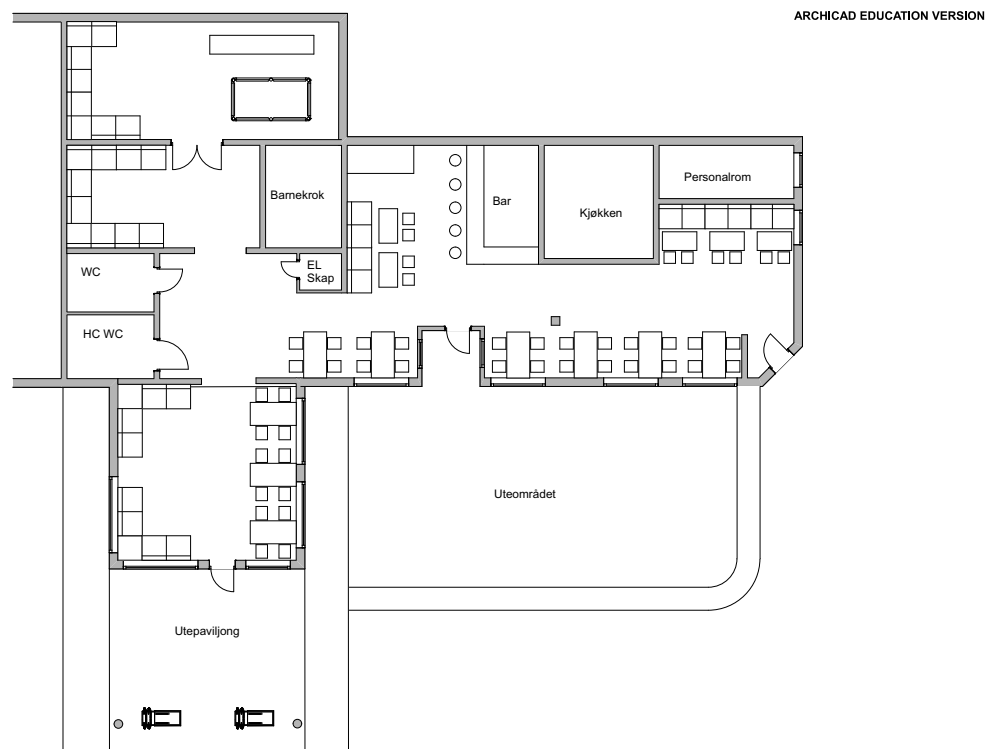 ARCHICAD EDUCATION VERSION
Personalrom
Barnekrok
Bar
Kjøkken
WC
EL
Skap
HC WC
Uteområdet
Utepaviljong